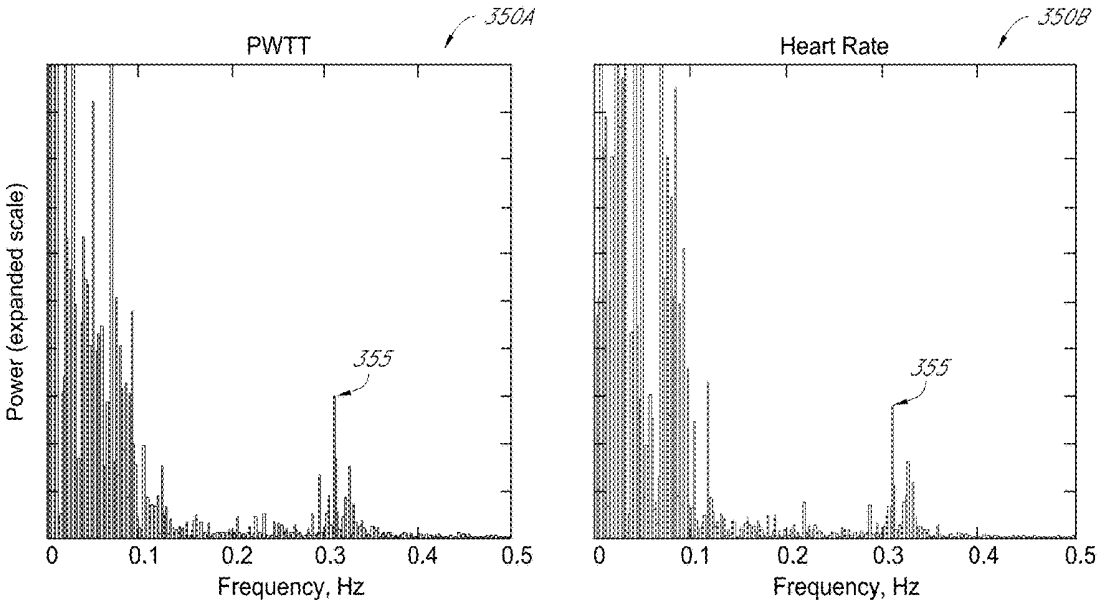 350A
PWTT
Power (expanded scale)
355
0 0.1 0.2 0.3 0.4 0.5
Frequency, Hz
350B
Heart Rate
355
0 0.1 0.2 0.3 0.4 0.5
Frequency, Hz